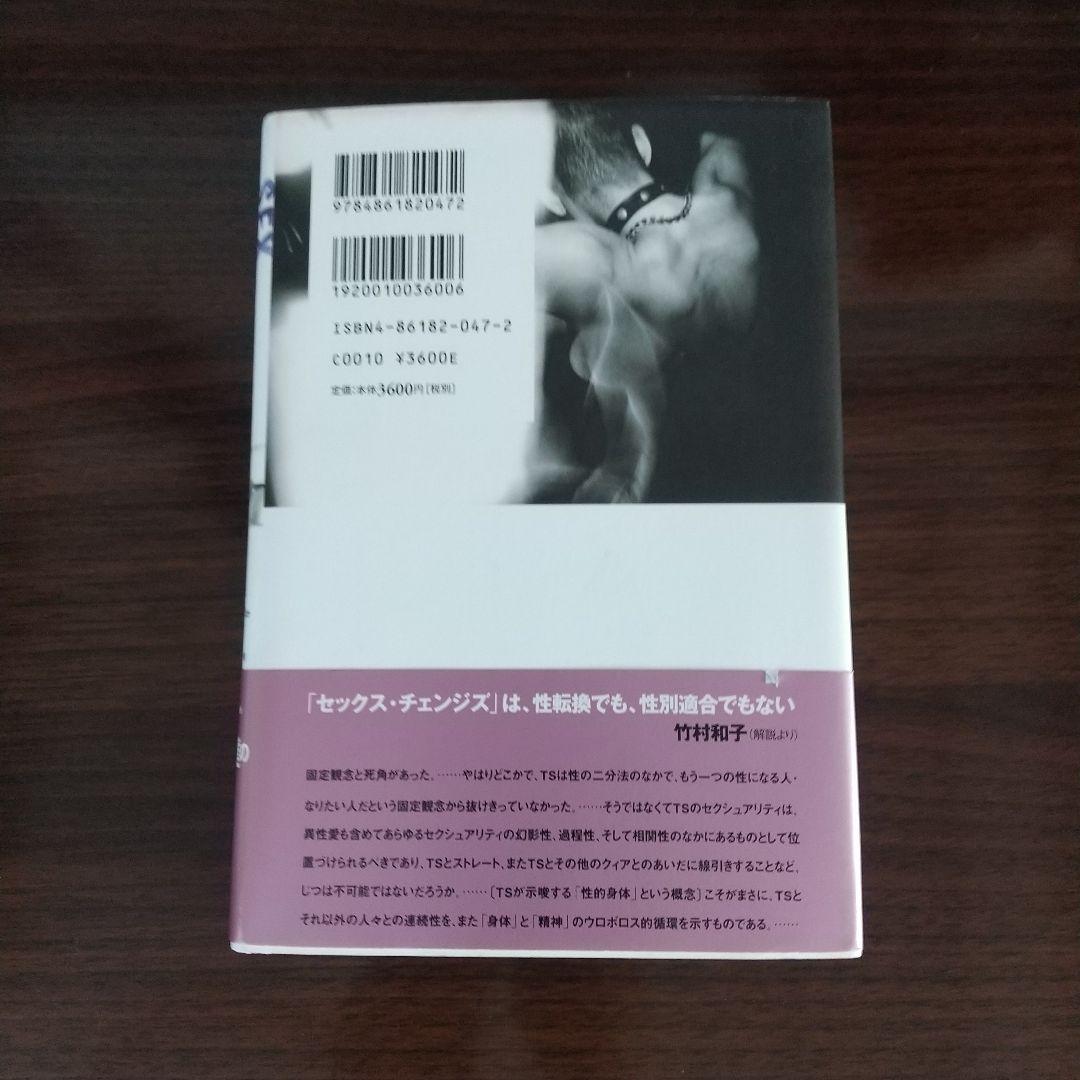 9784861820472
1920010036006
ISBN4-86182-047-2
C0010 ¥3600E
定価:本体3600円[税別]
SEX
「セックス・チェンジズ」は、性転換でも、性別適合でもない
竹村和子(解説より)
固定観念と死角があった。……やはりどこかで、TSは性の二分法のなかで、もう一つの性になる人・
なりたい人だという固定観念から抜けきっていなかった。……そうではなくてTSのセクシュアリティは、
異性愛も含めてあらゆるセクシュアリティの幻影性、過程性、そして相関性のなかにあるものとして位
置づけられるべきであり、TSとストレート、またTSとその他のクィアとのあいだに線引きすることなど、
じつは不可能ではないだろうか。……〔TSが示唆する「性的身体」という概念〕こそがまさに、TSと
それ以外の人々との連続性を、また「身体」と「精神」のウロボロス的循環を示すものである。……